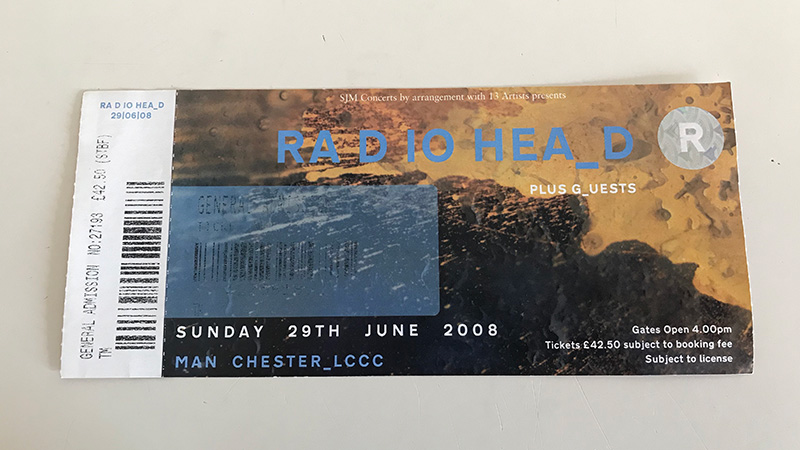 RA D IO HEA_D
29|06|08
GENERAL ADMISSION NO:27193 £42.50 (STBF)
TM
SJM Concerts by arrangement with 13 Artists presents
RA D IO HEA_D
R
PLUS G_UESTS
SUNDAY 29TH JUNE 2008
MAN CHESTER_LCCC
Gates Open 4.00pm
Tickets £42.50 subject to booking fee
Subject to license